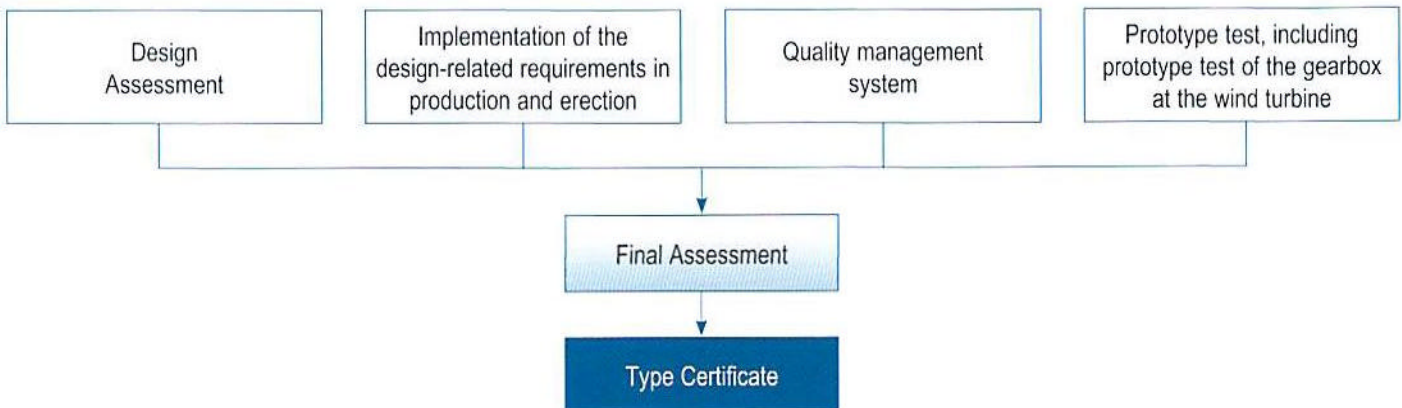 Design
Assessment
Implementation of the
design-related requirements in
production and erection
Quality management
system
Prototype test, including
prototype test of the gearbox
at the wind turbine
Final Assessment
Type Certificate